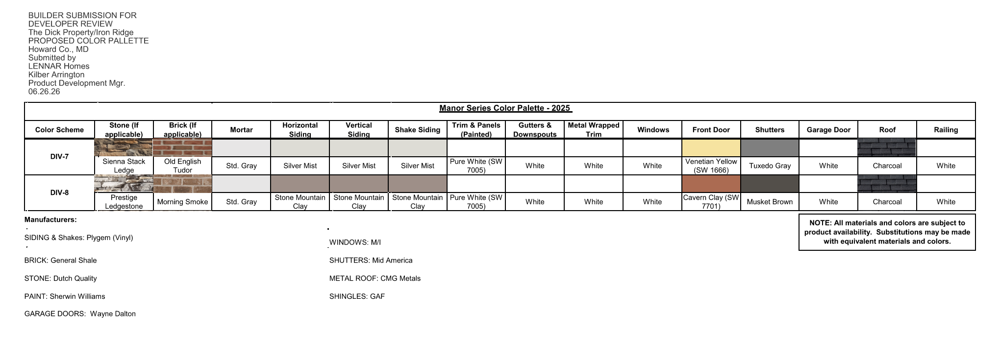 BUILDER SUBMISSION FOR
DEVELOPER REVIEW
The Dick Property/Iron Ridge
PROPOSED COLOR PALLETTE
Howard Co., MD
Submitted by
LENNAR Homes
Kilber Arrington
Product Development Mgr.
06.26.26
Manor Series Color Palette - 2025
Color Scheme
Stone (If
applicable)
Brick (If
applicable)
Mortar
Horizontal
Siding
Vertical
Siding
Shake Siding
Trim & Panels
(Painted)
Gutters &
Downspouts
Metal Wrapped
Trim
Windows
Front Door
Shutters
Garage Door
Roof
Railing
DIV-7
Sienna Stack
Ledge
Old English
Tudor
Std. Gray
Silver Mist
Silver Mist
Silver Mist
Pure White (SW
7005)
White
White
White
Venetian Yellow
(SW 1666)
Tuxedo Gray
White
Charcoal
White
DIV-8
Prestige
Ledgestone
Morning Smoke
Std. Gray
Stone Mountain
Clay
Stone Mountain
Clay
Stone Mountain
Clay
Pure White (SW
7005)
White
White
White
Cavern Clay (SW
7701)
Musket Brown
White
Charcoal
White
Manufacturers:
SIDING & Shakes: Plygem (Vinyl)
BRICK: General Shale
STONE: Dutch Quality
PAINT: Sherwin Williams
GARAGE DOORS:  Wayne Dalton
WINDOWS: M/I
SHUTTERS: Mid America
METAL ROOF: CMG Metals
SHINGLES: GAF
NOTE: All materials and colors are subject to
product availability.  Substitutions may be made
with equivalent materials and colors.